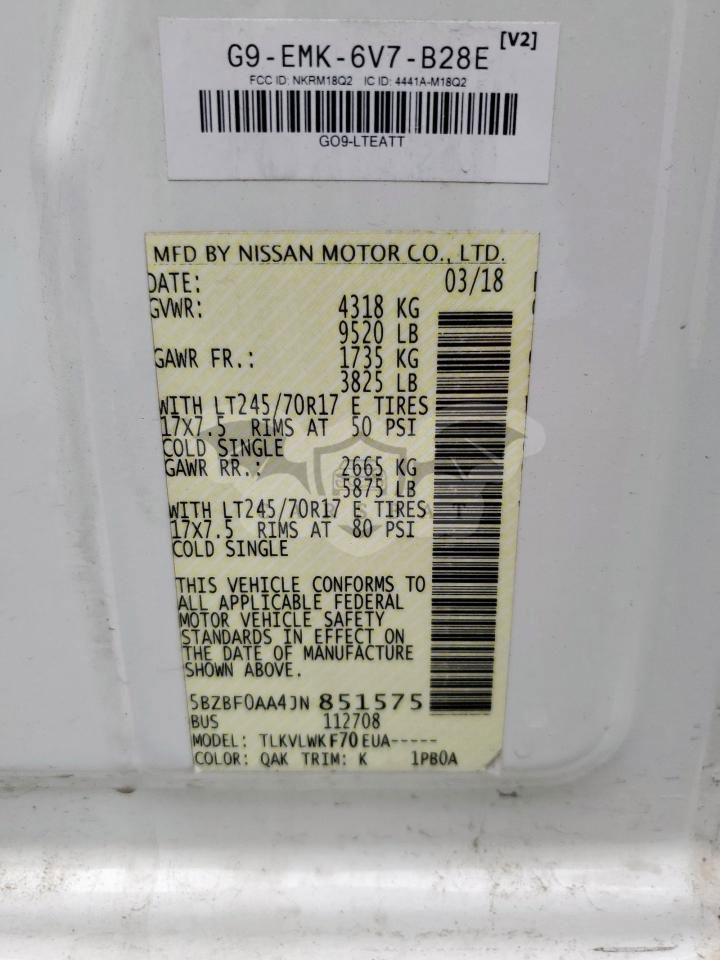 [V2]
G9-EMK-6V7-B28E
FCC ID: NKRM18Q2 IC ID: 4441A-M18Q2
GO9-LTEATT
MFD BY NISSAN MOTOR CO., LTD.
DATE: 03/18
GVWR: 4318 KG
9520 LB
GAWR FR.: 1735 KG
3825 LB
WITH LT245/70R17 E TIRES
17X7.5 RIMS AT 50 PSI
COLD SINGLE
GAWR RR.: 2665 KG
5875 LB
WITH LT245/70R17 E TIRES
17X7.5 RIMS AT 80 PSI
COLD SINGLE
THIS VEHICLE CONFORMS TO
ALL APPLICABLE FEDERAL
MOTOR VEHICLE SAFETY
STANDARDS IN EFFECT ON
THE DATE OF MANUFACTURE
SHOWN ABOVE.
5BZBF0AA4JN 851575
BUS 112708
MODEL: TLKVLWK F70 EUA-----
COLOR: QAK TRIM: K 1PB0A